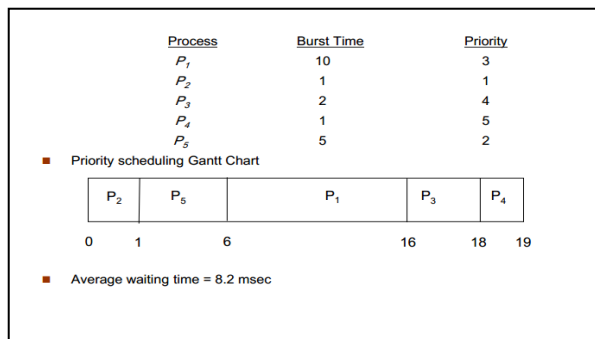 Process Burst Time Priority
P1 10 3
P2 1 1
P3 2 4
P4 1 5
P5 5 2
■ Priority scheduling Gantt Chart
P2 P5 P1 P3 P4
0 1 6 16 18 19
■ Average waiting time = 8.2 msec